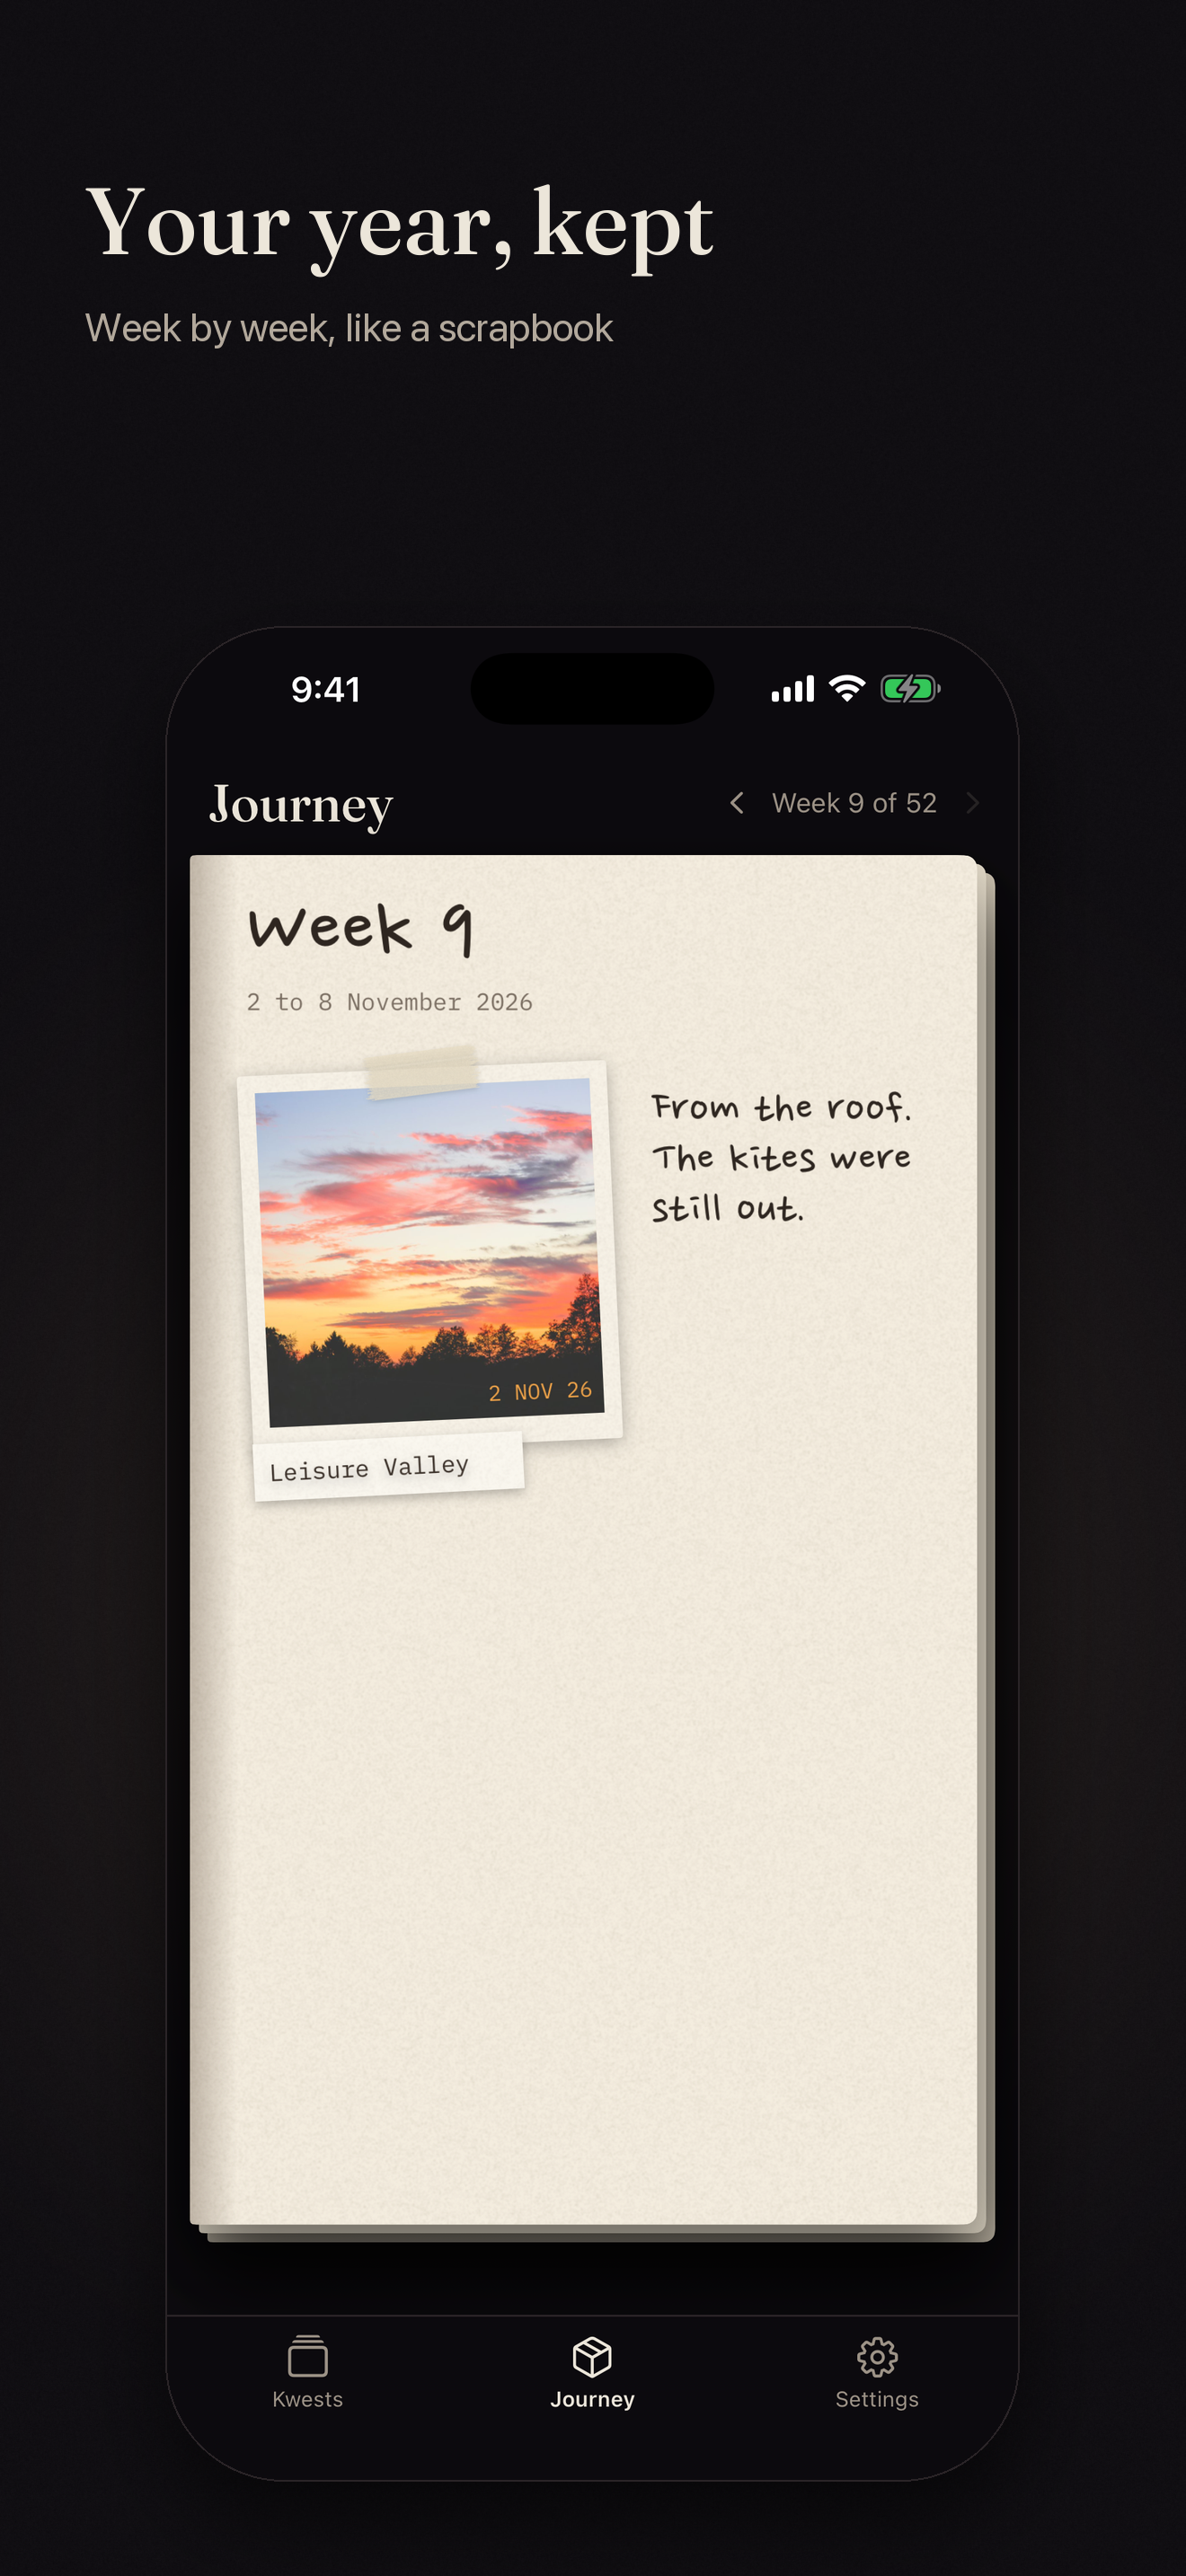 Your year, kept
Week by week, like a scrapbook
9:41
Journey
Week 9 of 52
Week 9
2 to 8 November 2026
From the roof.
The kites were
still out.
2 NOV 26
Leisure Valley
Kwests
Journey
Settings